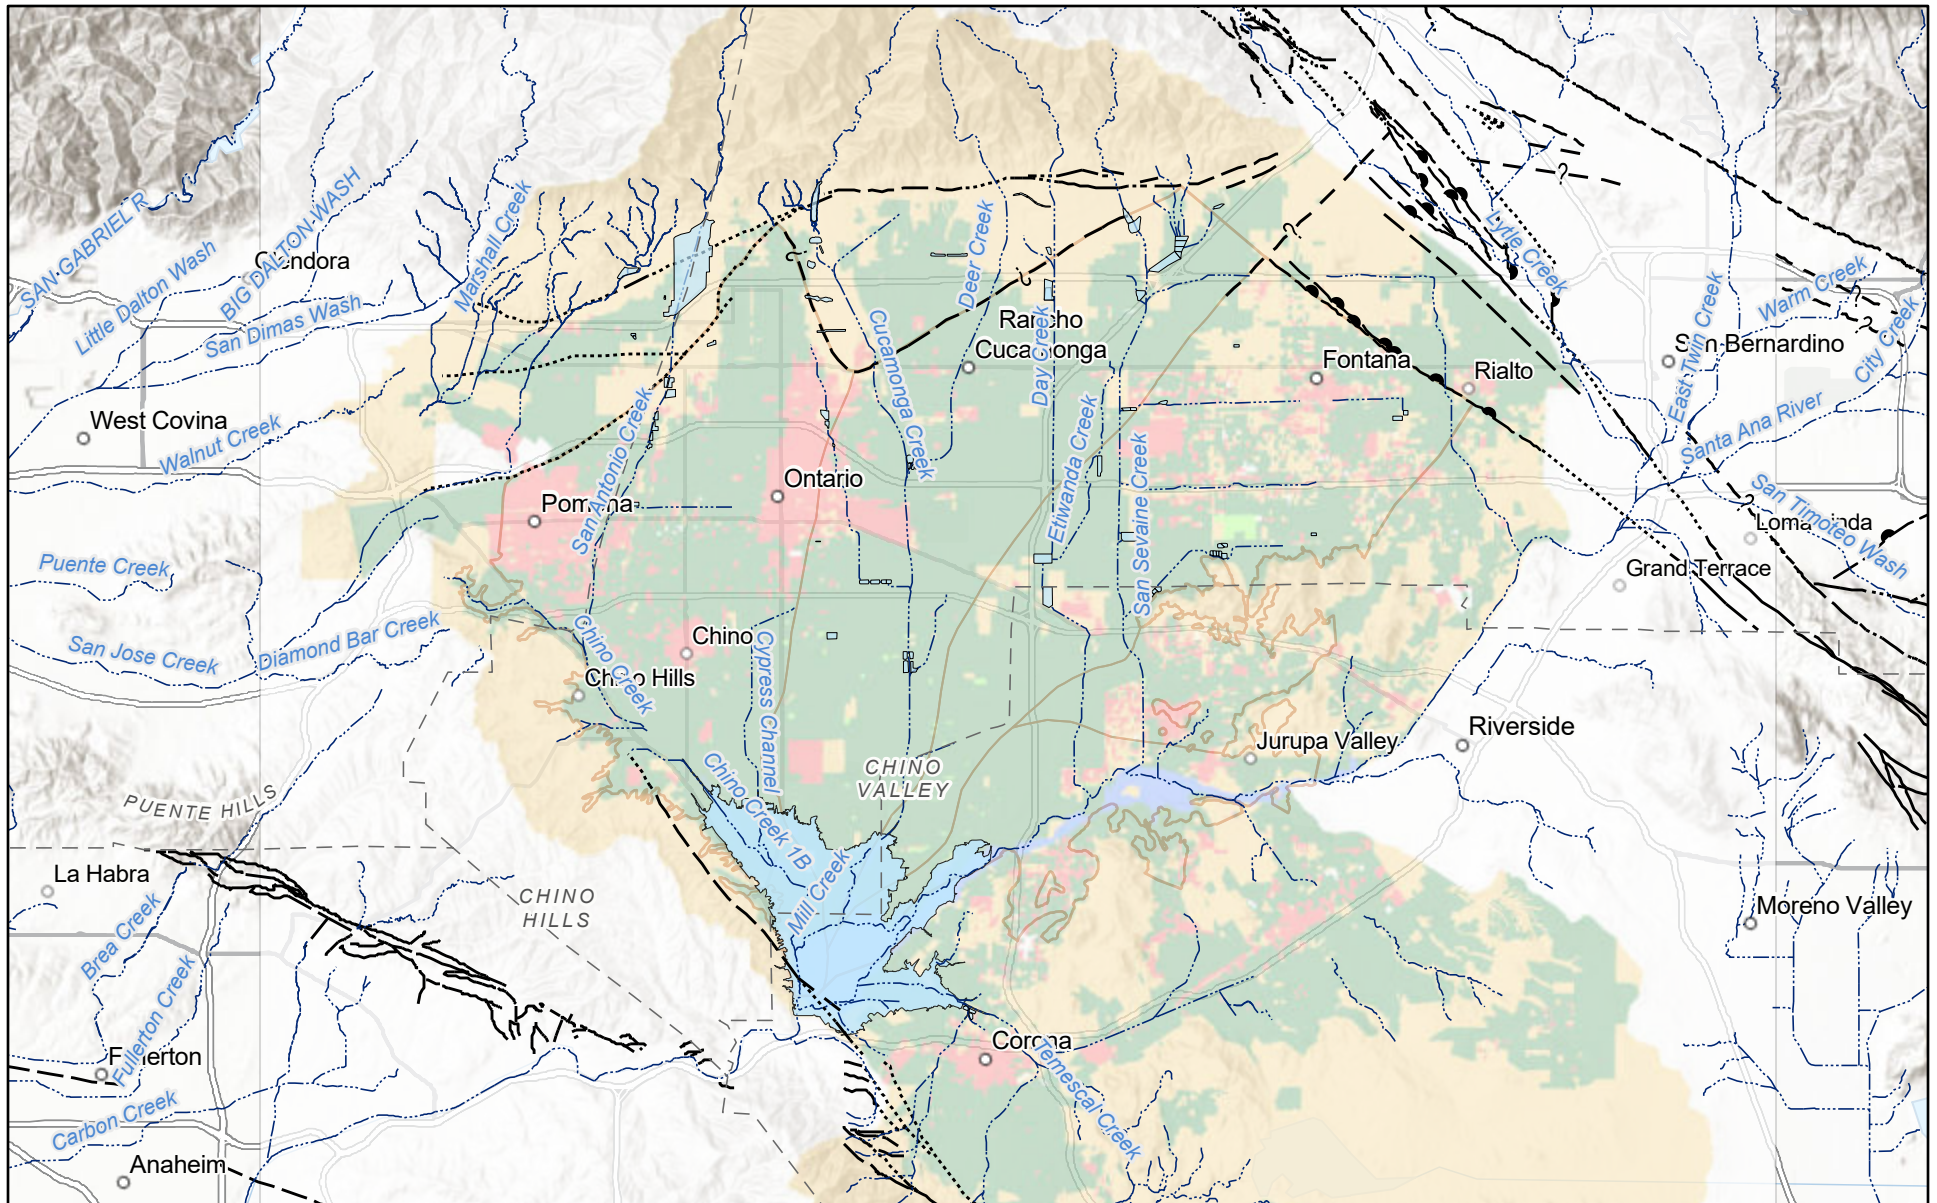 SAN GABRIEL R
Little Dalton Wash
BIG DALTON WASH
Glendora
San Dimas Wash
Marshall Creek
West Covina
Walnut Creek
Puente Creek
San Jose Creek
Diamond Bar Creek
PUENTE HILLS
La Habra
Brea Creek
Fullerton Creek
Fullerton
Carbon Creek
Anaheim
CHINO
HILLS
Pomona
San Antonio Creek
Ontario
Chino
Chino Hills
Chino Creek
Cypress Channel
Chino Creek 1B
Mill Creek
CHINO
VALLEY
Cucamonga Creek
Deer Creek
Rancho
Cucamonga
Day Creek
Etiwanda Creek
San Sevaine Creek
Fontana
Rialto
Lytle Creek
San Bernardino
East Twin Creek
Warm Creek
City Creek
Santa Ana River
San Timoteo Wash
Loma Linda
Grand Terrace
Riverside
Jurupa Valley
Moreno Valley
Corona
Temescal Creek
?
?
?
?
?
?
?